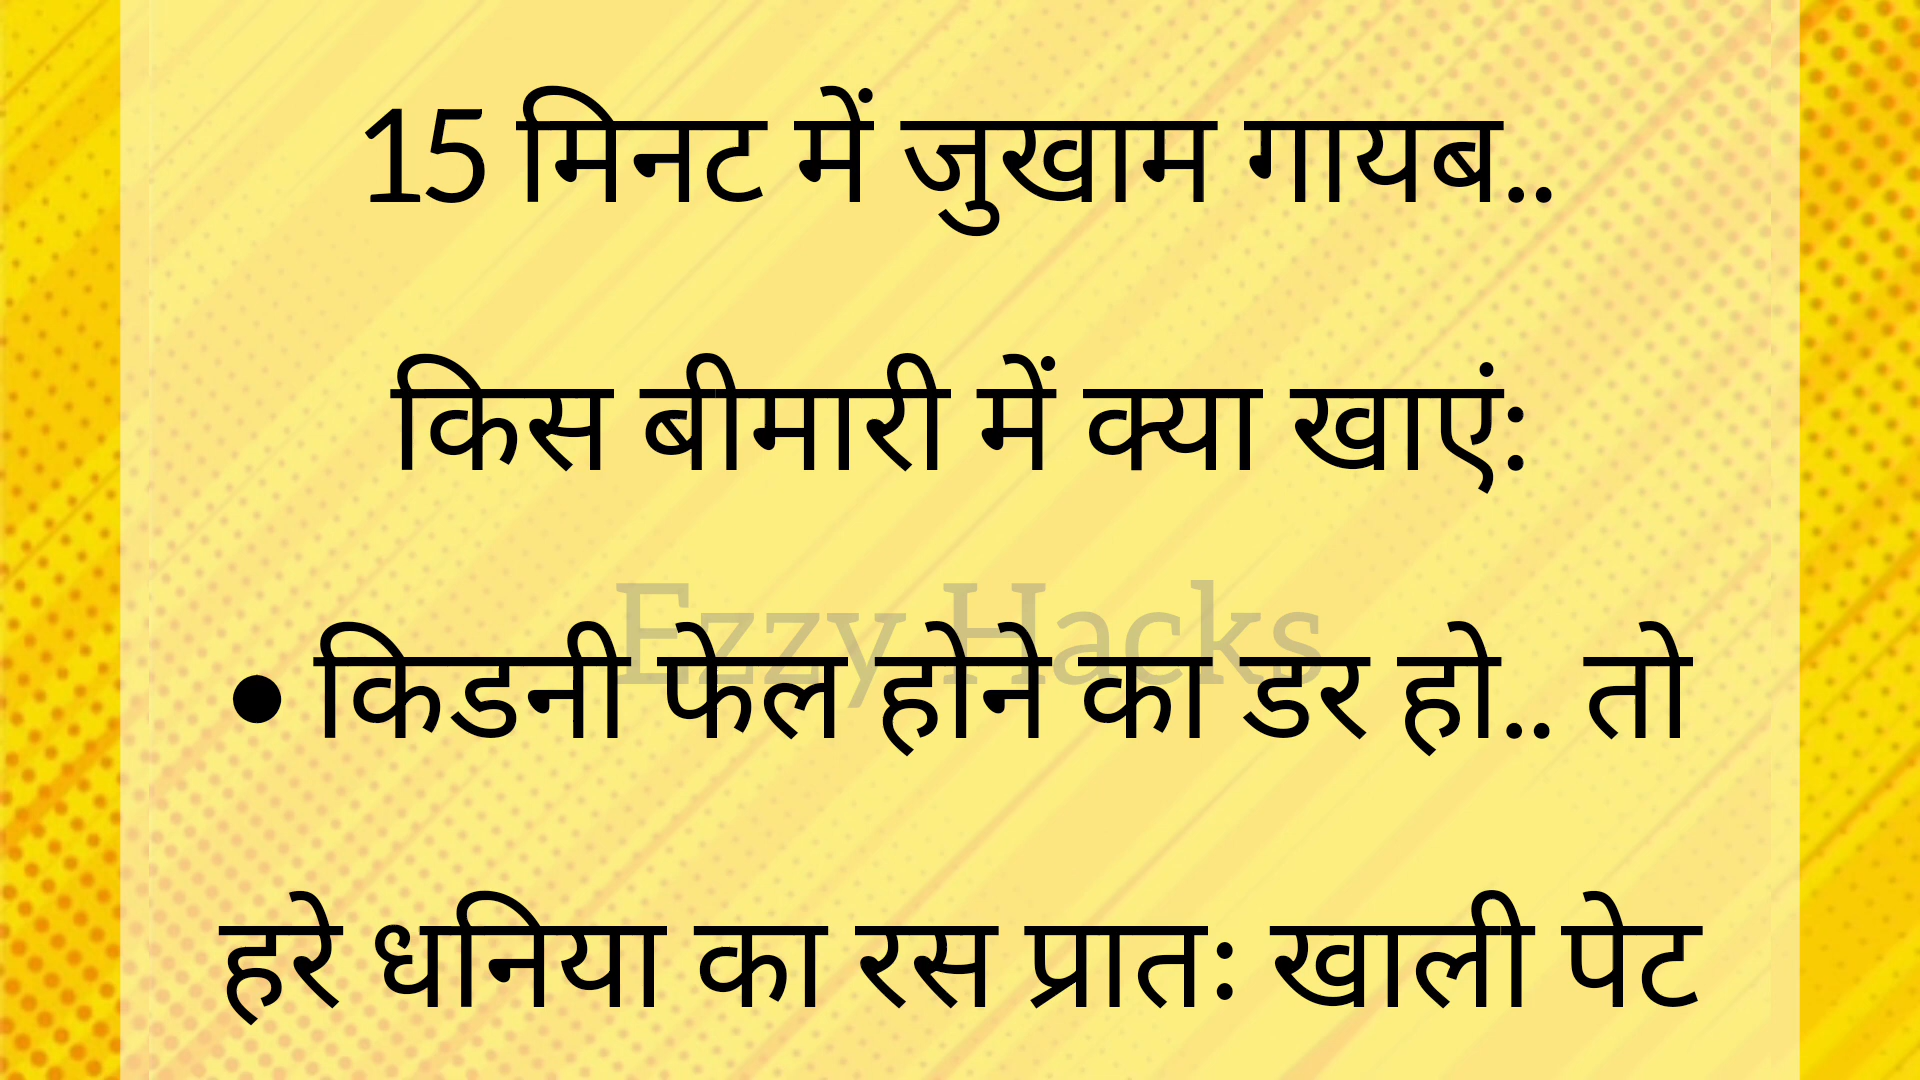 15 मिनट में जुखाम गायब..
किस बीमारी में क्या खाएं:
Ezzy Hacks
• किडनी फेल होने का डर हो.. तो
हरे धनिया का रस प्रातः खाली पेट